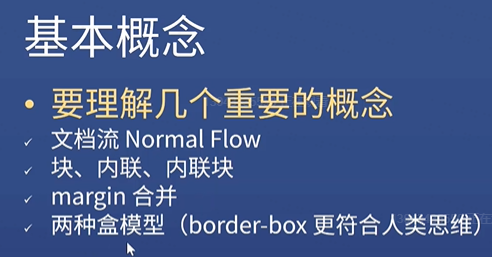 基本概念
• 要理解几个重要的概念
✓ 文档流 Normal Flow
✓ 块、内联、内联块
✓ margin 合并
✓ 两种盒模型（border-box 更符合人类思维）